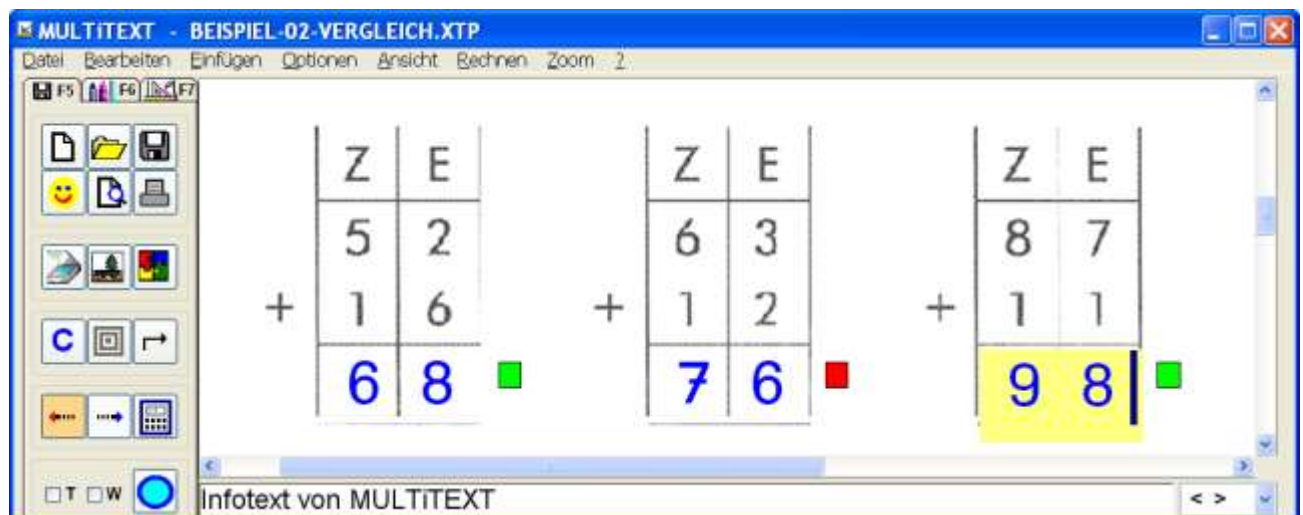 MULTiTEXT - BEISPIEL-02-VERGLEICH.XTP
Datei Bearbeiten Einfügen Optionen Ansicht Rechnen Zoom ?
F5 F6 F7
Z E Z E Z E
5 2 6 3 8 7
+ 1 6 + 1 2 + 1 1
6 8 7 6 9 8
C
T W
Infotext von MULTiTEXT < >